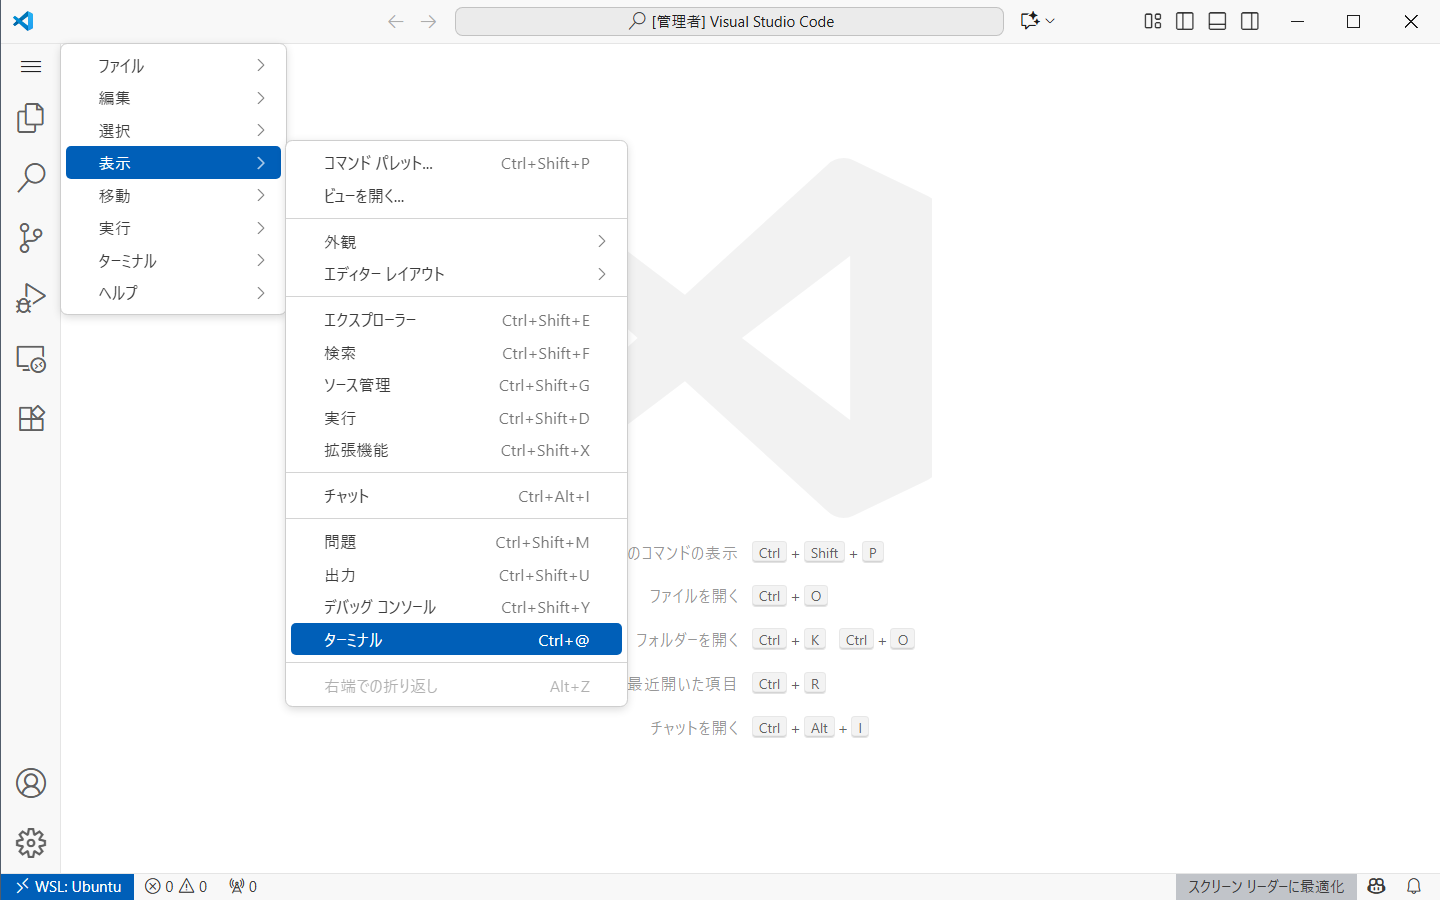 [管理者] Visual Studio Code
ファイル
編集
選択
表示
移動
実行
ターミナル
ヘルプ
コマンド パレット... Ctrl+Shift+P
ビューを開く...
外観
エディター レイアウト
エクスプローラー Ctrl+Shift+E
検索 Ctrl+Shift+F
ソース管理 Ctrl+Shift+G
実行 Ctrl+Shift+D
拡張機能 Ctrl+Shift+X
チャット Ctrl+Alt+I
問題 Ctrl+Shift+M
出力 Ctrl+Shift+U
デバッグ コンソール Ctrl+Shift+Y
ターミナル Ctrl+@
右端での折り返し Alt+Z
のコマンドの表示 Ctrl + Shift + P
ファイルを開く Ctrl + O
フォルダーを開く Ctrl + K Ctrl + O
最近開いた項目 Ctrl + R
チャットを開く Ctrl + Alt + I
WSL: Ubuntu 0 0 0 スクリーン リーダーに最適化